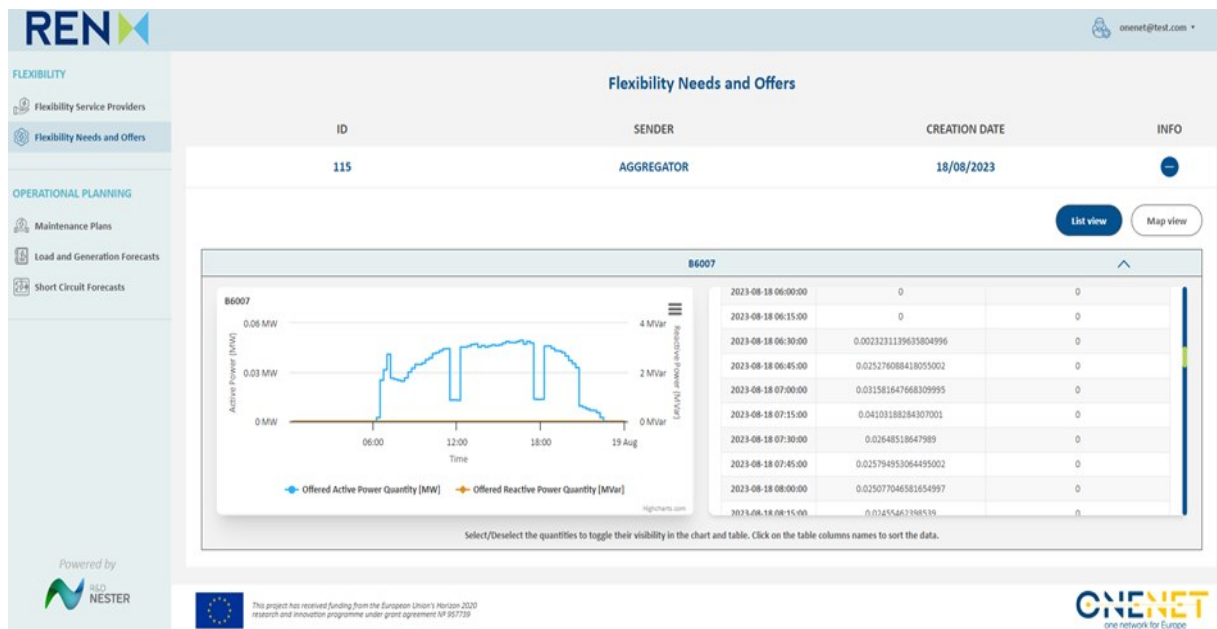 REN
onenet@test.com
FLEXIBILITY
Flexibility Service Providers
Flexibility Needs and Offers
OPERATIONAL PLANNING
Maintenance Plans
Load and Generation Forecasts
Short Circuit Forecasts
Powered by
R&D
NESTER
Flexibility Needs and Offers
ID SENDER CREATION DATE INFO
115 AGGREGATOR 18/08/2023
List view Map view
B6007
B6007
0.06 MW 4 MVar
0.03 MW 2 MVar
0 MW 0 MVar
Active Power [MW]
Reactive Power [MVar]
06:00 12:00 18:00 19 Aug
Time
Offered Active Power Quantity [MW] Offered Reactive Power Quantity [MVar]
Highcharts.com
2023-08-18 06:00:00 0 0
2023-08-18 06:15:00 0 0
2023-08-18 06:30:00 0.0023231139635804996 0
2023-08-18 06:45:00 0.025276088418055002 0
2023-08-18 07:00:00 0.031581647668309995 0
2023-08-18 07:15:00 0.04103188284307001 0
2023-08-18 07:30:00 0.02648518647989 0
2023-08-18 07:45:00 0.025794953064495002 0
2023-08-18 08:00:00 0.025077046581654997 0
2023-08-18 08:15:00 0.02455462398539 0
Select/Deselect the quantities to toggle their visibility in the chart and table. Click on the table columns names to sort the data.
This project has received funding from the European Union's Horizon 2020
research and innovation programme under grant agreement Nº 957739
ONENET
one network for Europe